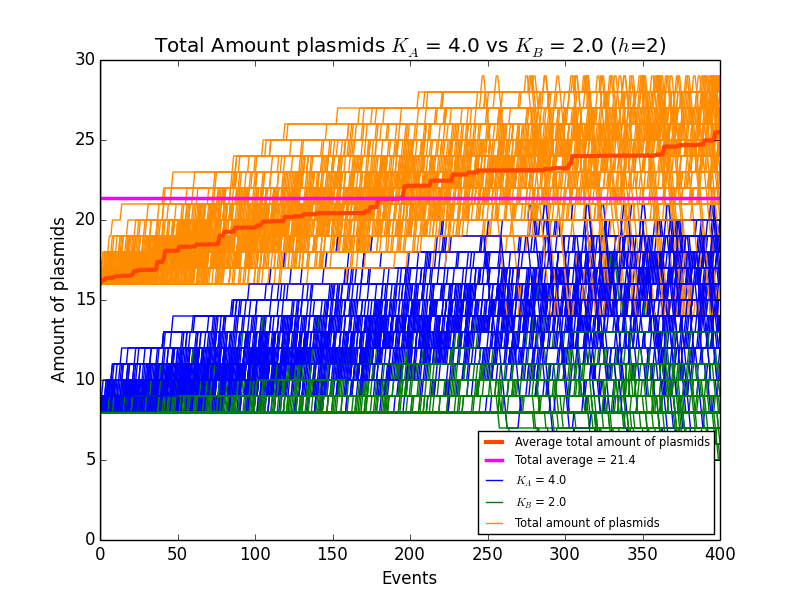 Total Amount plasmids K_A = 4.0 vs K_B = 2.0 (h=2)
30
25
20
15
10
5
0
Amount of plasmids
Average total amount of plasmids
Total average = 21.4
K_A = 4.0
K_B = 2.0
Total amount of plasmids
0 50 100 150 200 250 300 350 400
Events